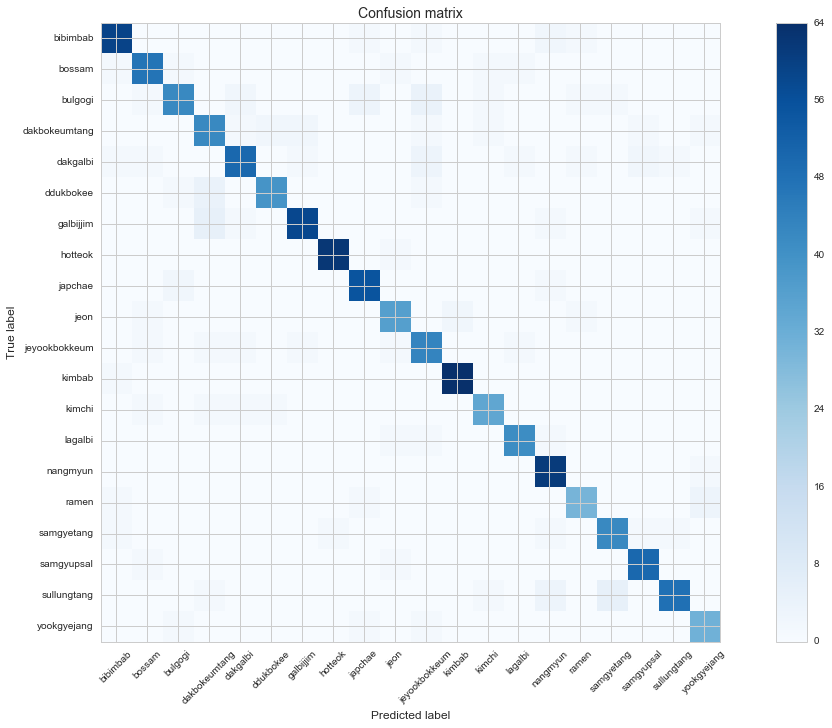 Confusion matrix
True label
bibimbab
bossam
bulgogi
dakbokeumtang
dakgalbi
ddukbokee
galbijjim
hotteok
japchae
jeon
jeyookbokkeum
kimbab
kimchi
lagalbi
nangmyun
ramen
samgyetang
samgyupsal
sullungtang
yookgyejang
bibimbab
bossam
bulgogi
dakbokeumtang
dakgalbi
ddukbokee
galbijjim
hotteok
japchae
jeon
jeyookbokkeum
kimbab
kimchi
lagalbi
nangmyun
ramen
samgyetang
samgyupsal
sullungtang
yookgyejang
Predicted label
64
56
48
40
32
24
16
8
0